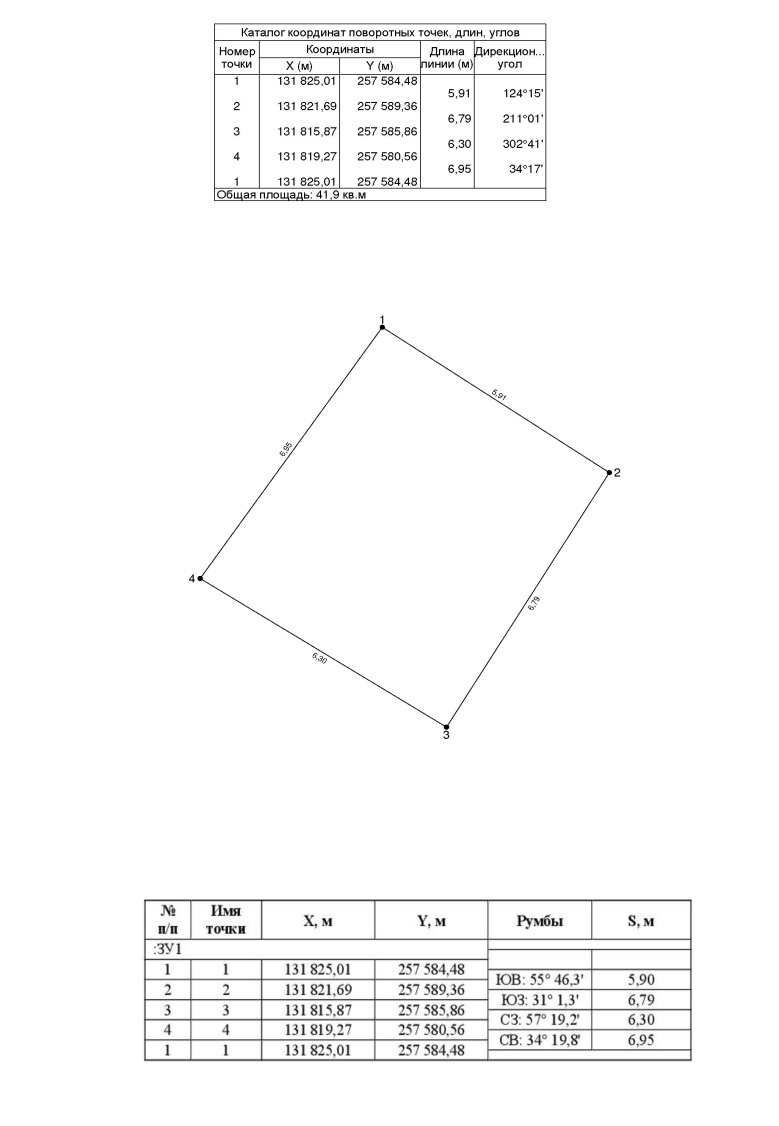 Каталог координат поворотных точек, длин, углов
Номер точки Координаты Длина линии (м) Дирекцион... угол
X (м) Y (м)
1 131 825,01 257 584,48
5,91 124°15'
2 131 821,69 257 589,36
6,79 211°01'
3 131 815,87 257 585,86
6,30 302°41'
4 131 819,27 257 580,56
6,95 34°17'
1 131 825,01 257 584,48
Общая площадь: 41,9 кв.м
1
5,91
6,95
2
4
6,79
6,30
3
№ п/п Имя точки X, м Y, м Румбы S, м
:ЗУ1
1 1 131 825,01 257 584,48
ЮВ: 55° 46,3' 5,90
2 2 131 821,69 257 589,36
ЮЗ: 31° 1,3' 6,79
3 3 131 815,87 257 585,86
СЗ: 57° 19,2' 6,30
4 4 131 819,27 257 580,56
СВ: 34° 19,8' 6,95
1 1 131 825,01 257 584,48